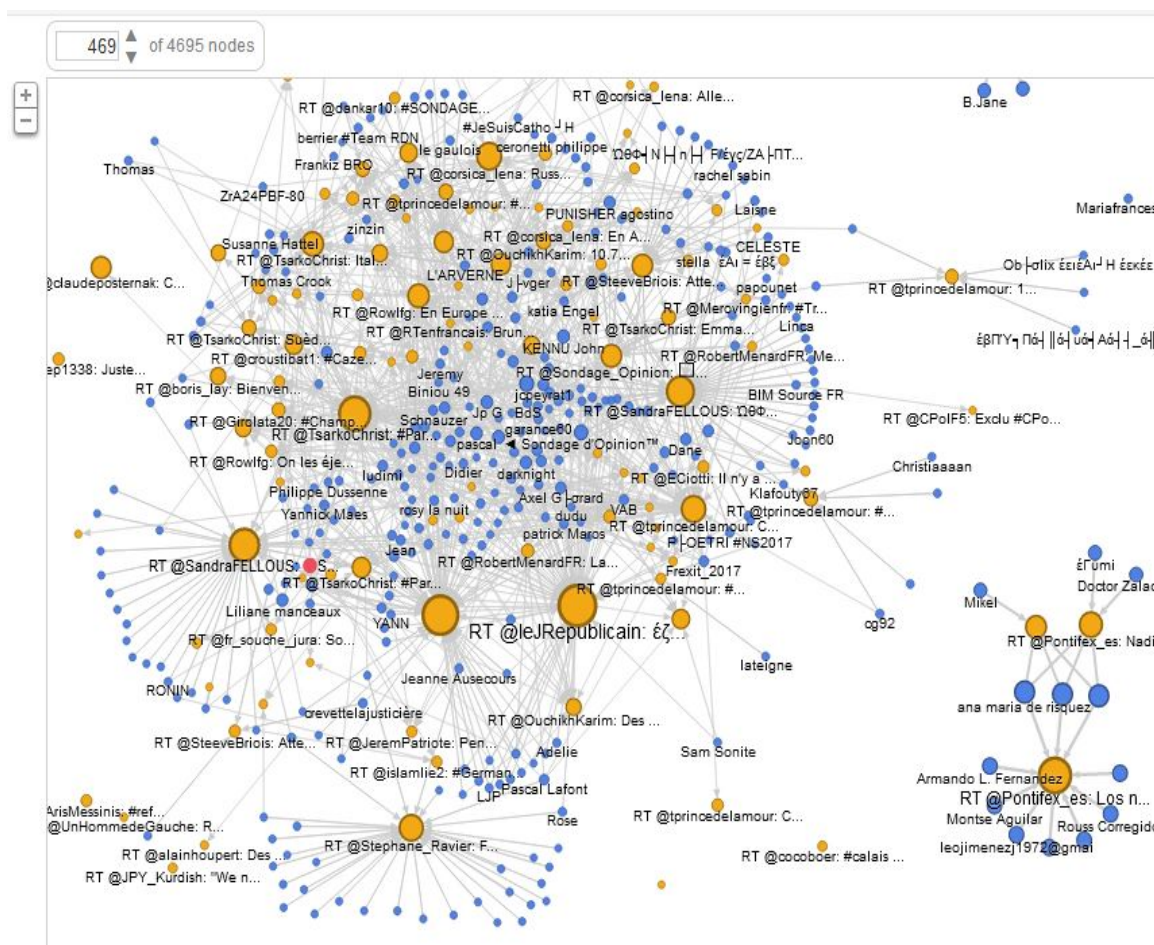 469 of 4695 nodes
+
−
RT @corsica_lena: Alle...
B.Jane
RT @dankar10: #SONDAGE...
#JeSuisCatho ┘H
berrier #Team RDN
le gaulois
ceronetti philippe
Thomas
Frankiz BRO
RT @corsica_lena: Russ...
rachel sabin
ZrA24PBF-80
RT @tprincedelamour: #...
PUNISHER agostino
Laisne
Mariafrances
zinzin
RT @corsica_lena: En A...
Susanne Hattel
RT @OuchikhKarim: 10.7...
CELESTE
RT @TsarkoChrist: Ital...
stella
L'ARVERNE
RT @SteeveBriois: Atte...
@claudeposternak: C...
Thomas Crook
papounet
RT @tprincedelamour: 1...
RT @Rowlfg: En Europe ...
katia Engel
RT @Merovingienfr: #Tr...
RT @RTenfrancais: Brun...
RT @TsarkoChrist: Emma...
Linca
RT @TsarkoChrist: Suèd...
KENNU John
RT @croustibat1: #Caze...
RT @RobertMenardFR: Me...
ep1338: Juste...
Jeremy
RT @Sondage_Opinion:
RT @boris_lay: Bienven...
Biniou 49
jcpeyrat1
BIM Source FR
Schnauzer
Jp G
BdS
RT @SandraFELLOUS: ΏΘΦ...
RT @CPolF5: Exclu #CPo...
RT @Girolata20: #Champ...
garance60
RT @TsarkoChrist: #Par...
pascal
◄ Sondage d'Opinion™
Joon60
Dane
RT @Rowlfg: On les éje...
ludimi
Didier
darknight
RT @ECiotti: Il n'y a ...
Christiaaaan
Philippe Dussenne
Axel G├⌐rard
Klafouty67
Yannick Maes
rosy la nuit
dudu
VAB
RT @tprincedelamour: #...
RT @tprincedelamour: C...
patrick Maros
Jean
RT @SandraFELLOUS:
RT @RobertMenardFR: La...
Frexit_2017
RT @TsarkoChrist: #Par...
RT @tprincedelamour: #...
Doctor Zalac
Mikel
Liliane manceaux
YANN
cg92
RT @fr_souche_jura: So...
RT @leJRepublicain: έζ...
RT @Pontifex_es: Nadi
lateigne
Jeanne Ausecours
RONIN
ana maria de risquez
crevettelajusticière
RT @OuchikhKarim: Des ...
RT @SteeveBriois: Atte...
RT @JeremPatriote: Pen...
Adelie
Sam Sonite
RT @islamlie2: #German...
Armando L. Fernandez
Pascal Lafont
LJP
RT @Pontifex_es: Los n...
ArisMessinis: #ref...
Rose
RT @tprincedelamour: C...
Montse Aguilar
@UnHommedeGauche: R...
Rouss Corregido
RT @Stephane_Ravier: F...
leojimenezj1972@gmai
RT @alainhoupert: Des ...
RT @cocoboer: #calais ...
RT @JPY_Kurdish: "We n...